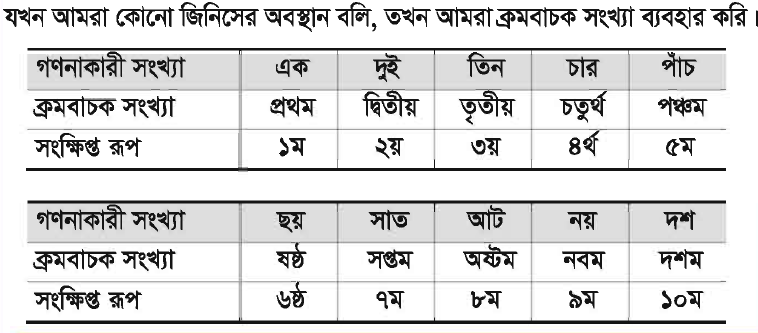 যখন আমরা কোনো জিনিসের অবস্থান বলি, তখন আমরা ক্রমবাচক সংখ্যা ব্যবহার করি।
গণনাকারী সংখ্যা এক দুই তিন চার পাঁচ
ক্রমবাচক সংখ্যা প্রথম দ্বিতীয় তৃতীয় চতুর্থ পঞ্চম
সংক্ষিপ্ত রূপ ১ম ২য় ৩য় ৪র্থ ৫ম
গণনাকারী সংখ্যা ছয় সাত আট নয় দশ
ক্রমবাচক সংখ্যা ষষ্ঠ সপ্তম অষ্টম নবম দশম
সংক্ষিপ্ত রূপ ৬ষ্ঠ ৭ম ৮ম ৯ম ১০ম